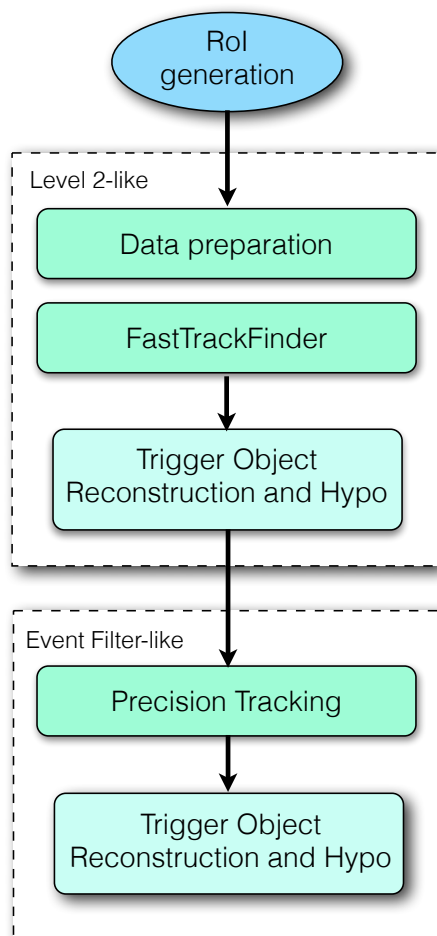 RoI
generation
Level 2-like
Data preparation
FastTrackFinder
Trigger Object
Reconstruction and Hypo
Event Filter-like
Precision Tracking
Trigger Object
Reconstruction and Hypo